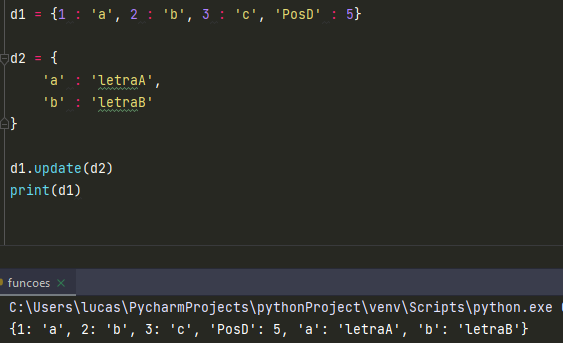 d1 = {1 : 'a', 2 : 'b', 3 : 'c', 'PosD' : 5}
d2 = {
'a' : 'letraA',
'b' : 'letraB'
}
d1.update(d2)
print(d1)
funcoes
C:\Users\lucas\PycharmProjects\pythonProject\venv\Scripts\python.exe
{1: 'a', 2: 'b', 3: 'c', 'PosD': 5, 'a': 'letraA', 'b': 'letraB'}